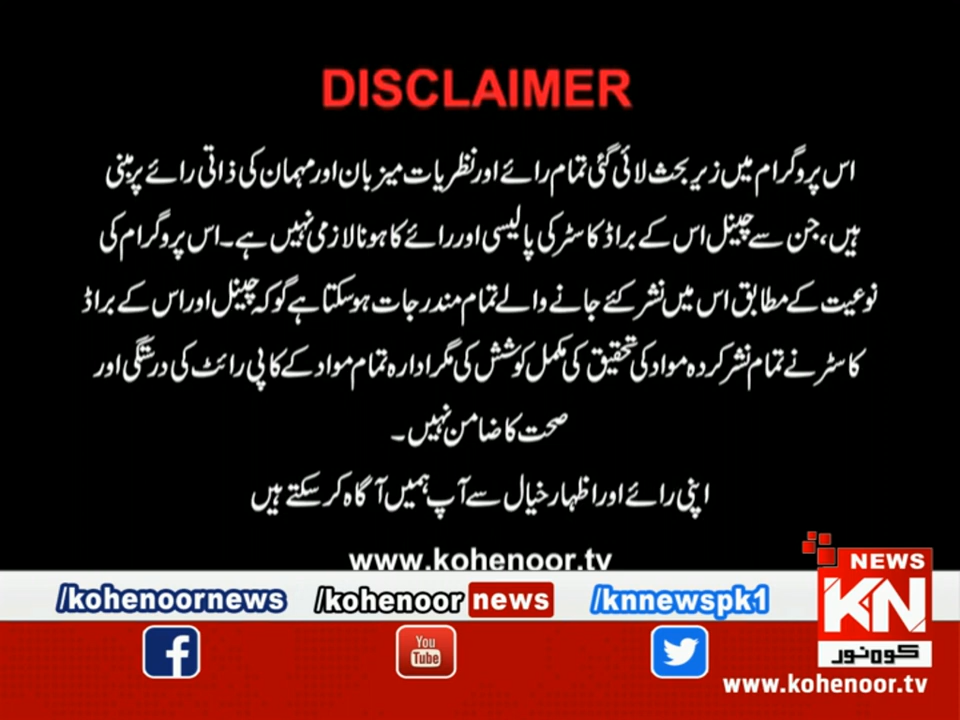 DISCLAIMER
اس پروگرام میں زیرِ بحث لائی گئی تمام رائے اور نظریات میزبان اور مہمان کی ذاتی رائے پر مبنی
ہیں، جن سے چینل اس کے براڈ کاسٹر کی پالیسی اور رائے کا ہونا لازمی نہیں ہے۔ اس پروگرام کی
نوعیت کے مطابق اس میں نشر کئے جانے والے تمام مندرجات ہوسکتا ہے گو کہ چینل اور اس کے براڈ
کاسٹر نے تمام نشر کردہ مواد کی تحقیق کی مکمل کوشش کی مگر ادارہ تمام مواد کے کاپی رائٹ کی درستگی اور
صحت کا ضامن نہیں۔
اپنی رائے اور اظہار خیال سے آپ ہمیں آگاہ کر سکتے ہیں
www.kohenoor.tv
/kohenoornews /kohenoor news /knnewspk1
You Tube
NEWS
KN
کوہ نور
www.kohenoor.tv